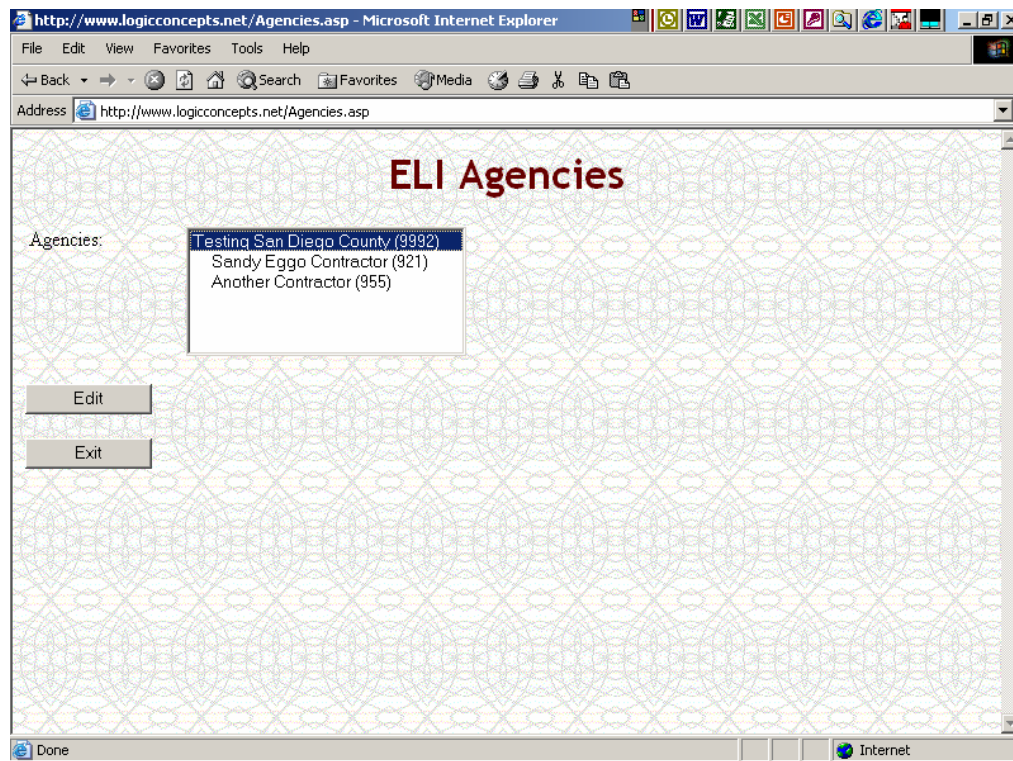 http://www.logicconcepts.net/Agencies.asp - Microsoft Internet Explorer
File Edit View Favorites Tools Help
Back Search Favorites Media
Address http://www.logicconcepts.net/Agencies.asp
ELI Agencies
Agencies:
Testing San Diego County (9992)
Sandy Eggo Contractor (921)
Another Contractor (955)
Edit
Exit
Done Internet